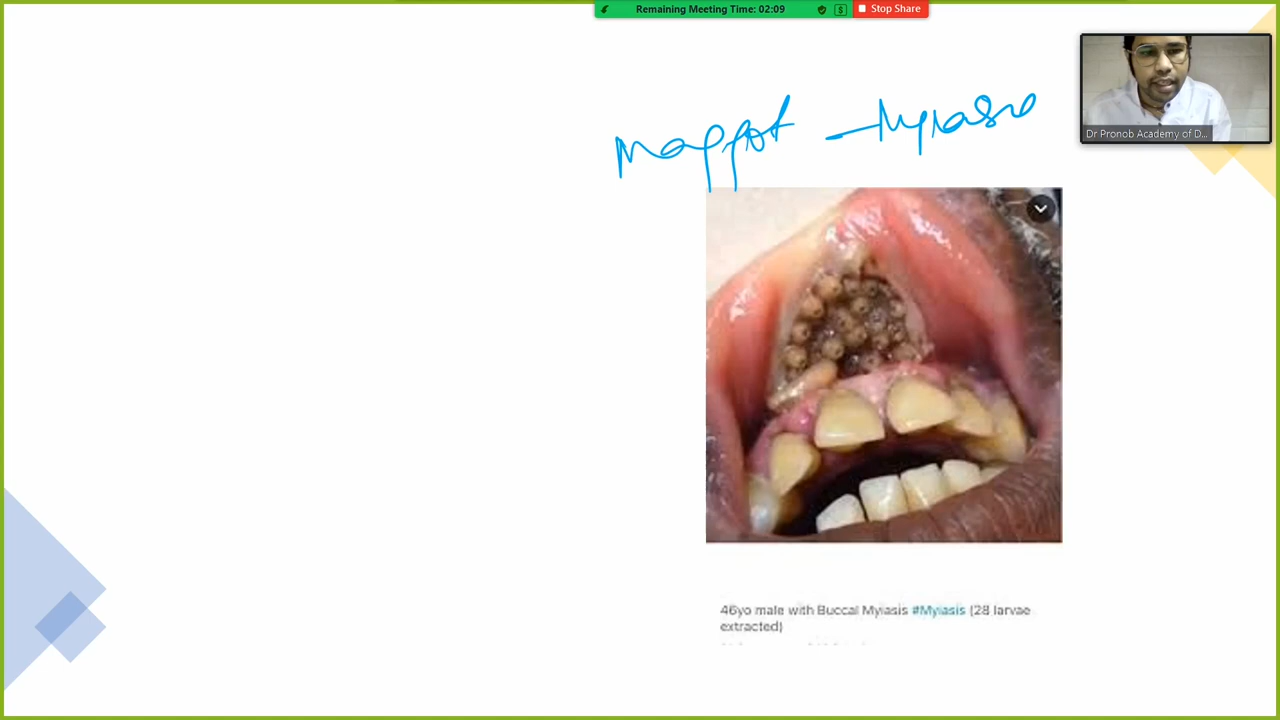 Remaining Meeting Time: 02:09
Stop Share
Dr Pronob Academy of D...
Maggot - Myiasis
46yo male with Buccal Myiasis #Myiasis (28 larvae
extracted)